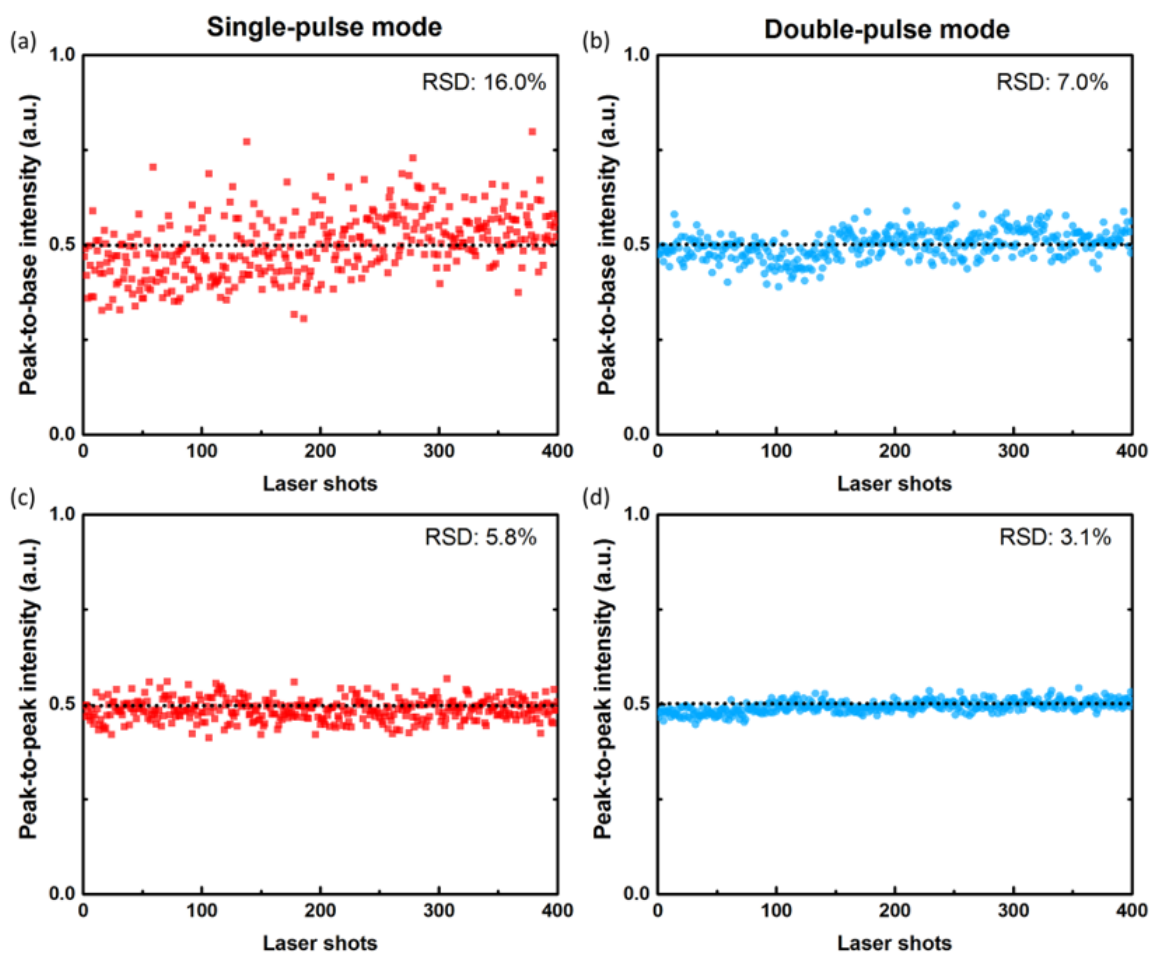 Single-pulse mode
Double-pulse mode
(a)
1.0
RSD: 16.0%
Peak-to-base intensity (a.u.)
0.5
0.0
0 100 200 300 400
Laser shots
(b)
1.0
RSD: 7.0%
Peak-to-base intensity (a.u.)
0.5
0.0
0 100 200 300 400
Laser shots
(c)
1.0
RSD: 5.8%
Peak-to-peak intensity (a.u.)
0.5
0.0
0 100 200 300 400
Laser shots
(d)
1.0
RSD: 3.1%
Peak-to-peak intensity (a.u.)
0.5
0.0
0 100 200 300 400
Laser shots